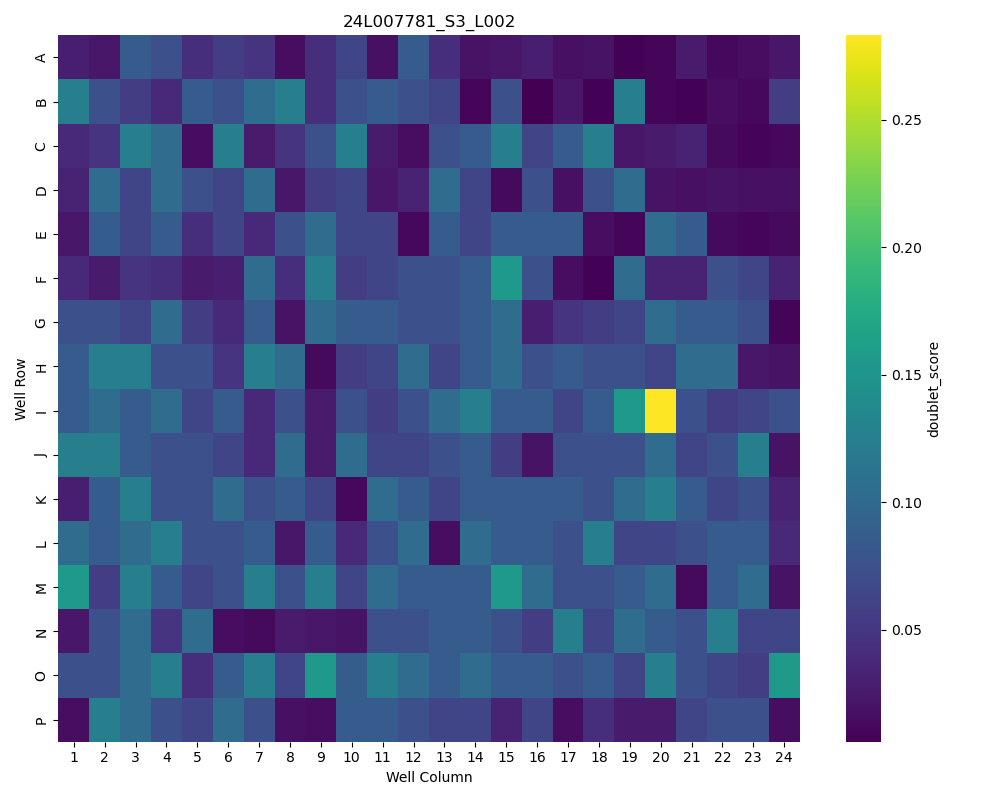 24L007781_S3_L002
Well Row
A
B
C
D
E
F
G
H
I
J
K
L
M
N
O
P
1 2 3 4 5 6 7 8 9 10 11 12 13 14 15 16 17 18 19 20 21 22 23 24
Well Column
0.25
0.20
0.15
0.10
0.05
doublet_score